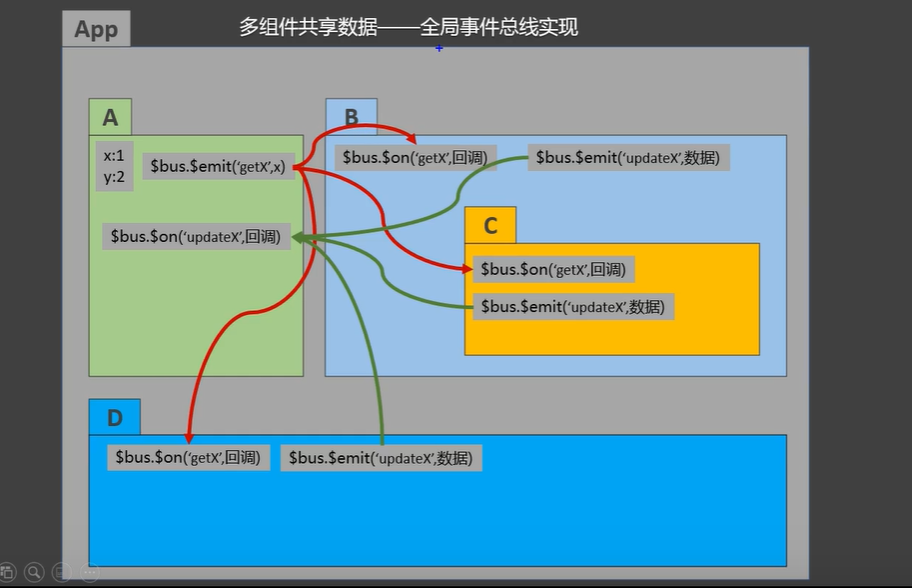 App
多组件共享数据——全局事件总线实现
A
B
x:1
y:2
$bus.$emit(‘getX’,x)
$bus.$on(‘getX’,回调)
$bus.$emit(‘updateX’,数据)
$bus.$on(‘updateX’,回调)
C
$bus.$on(‘getX’,回调)
$bus.$emit(‘updateX’,数据)
D
$bus.$on(‘getX’,回调)
$bus.$emit(‘updateX’,数据)